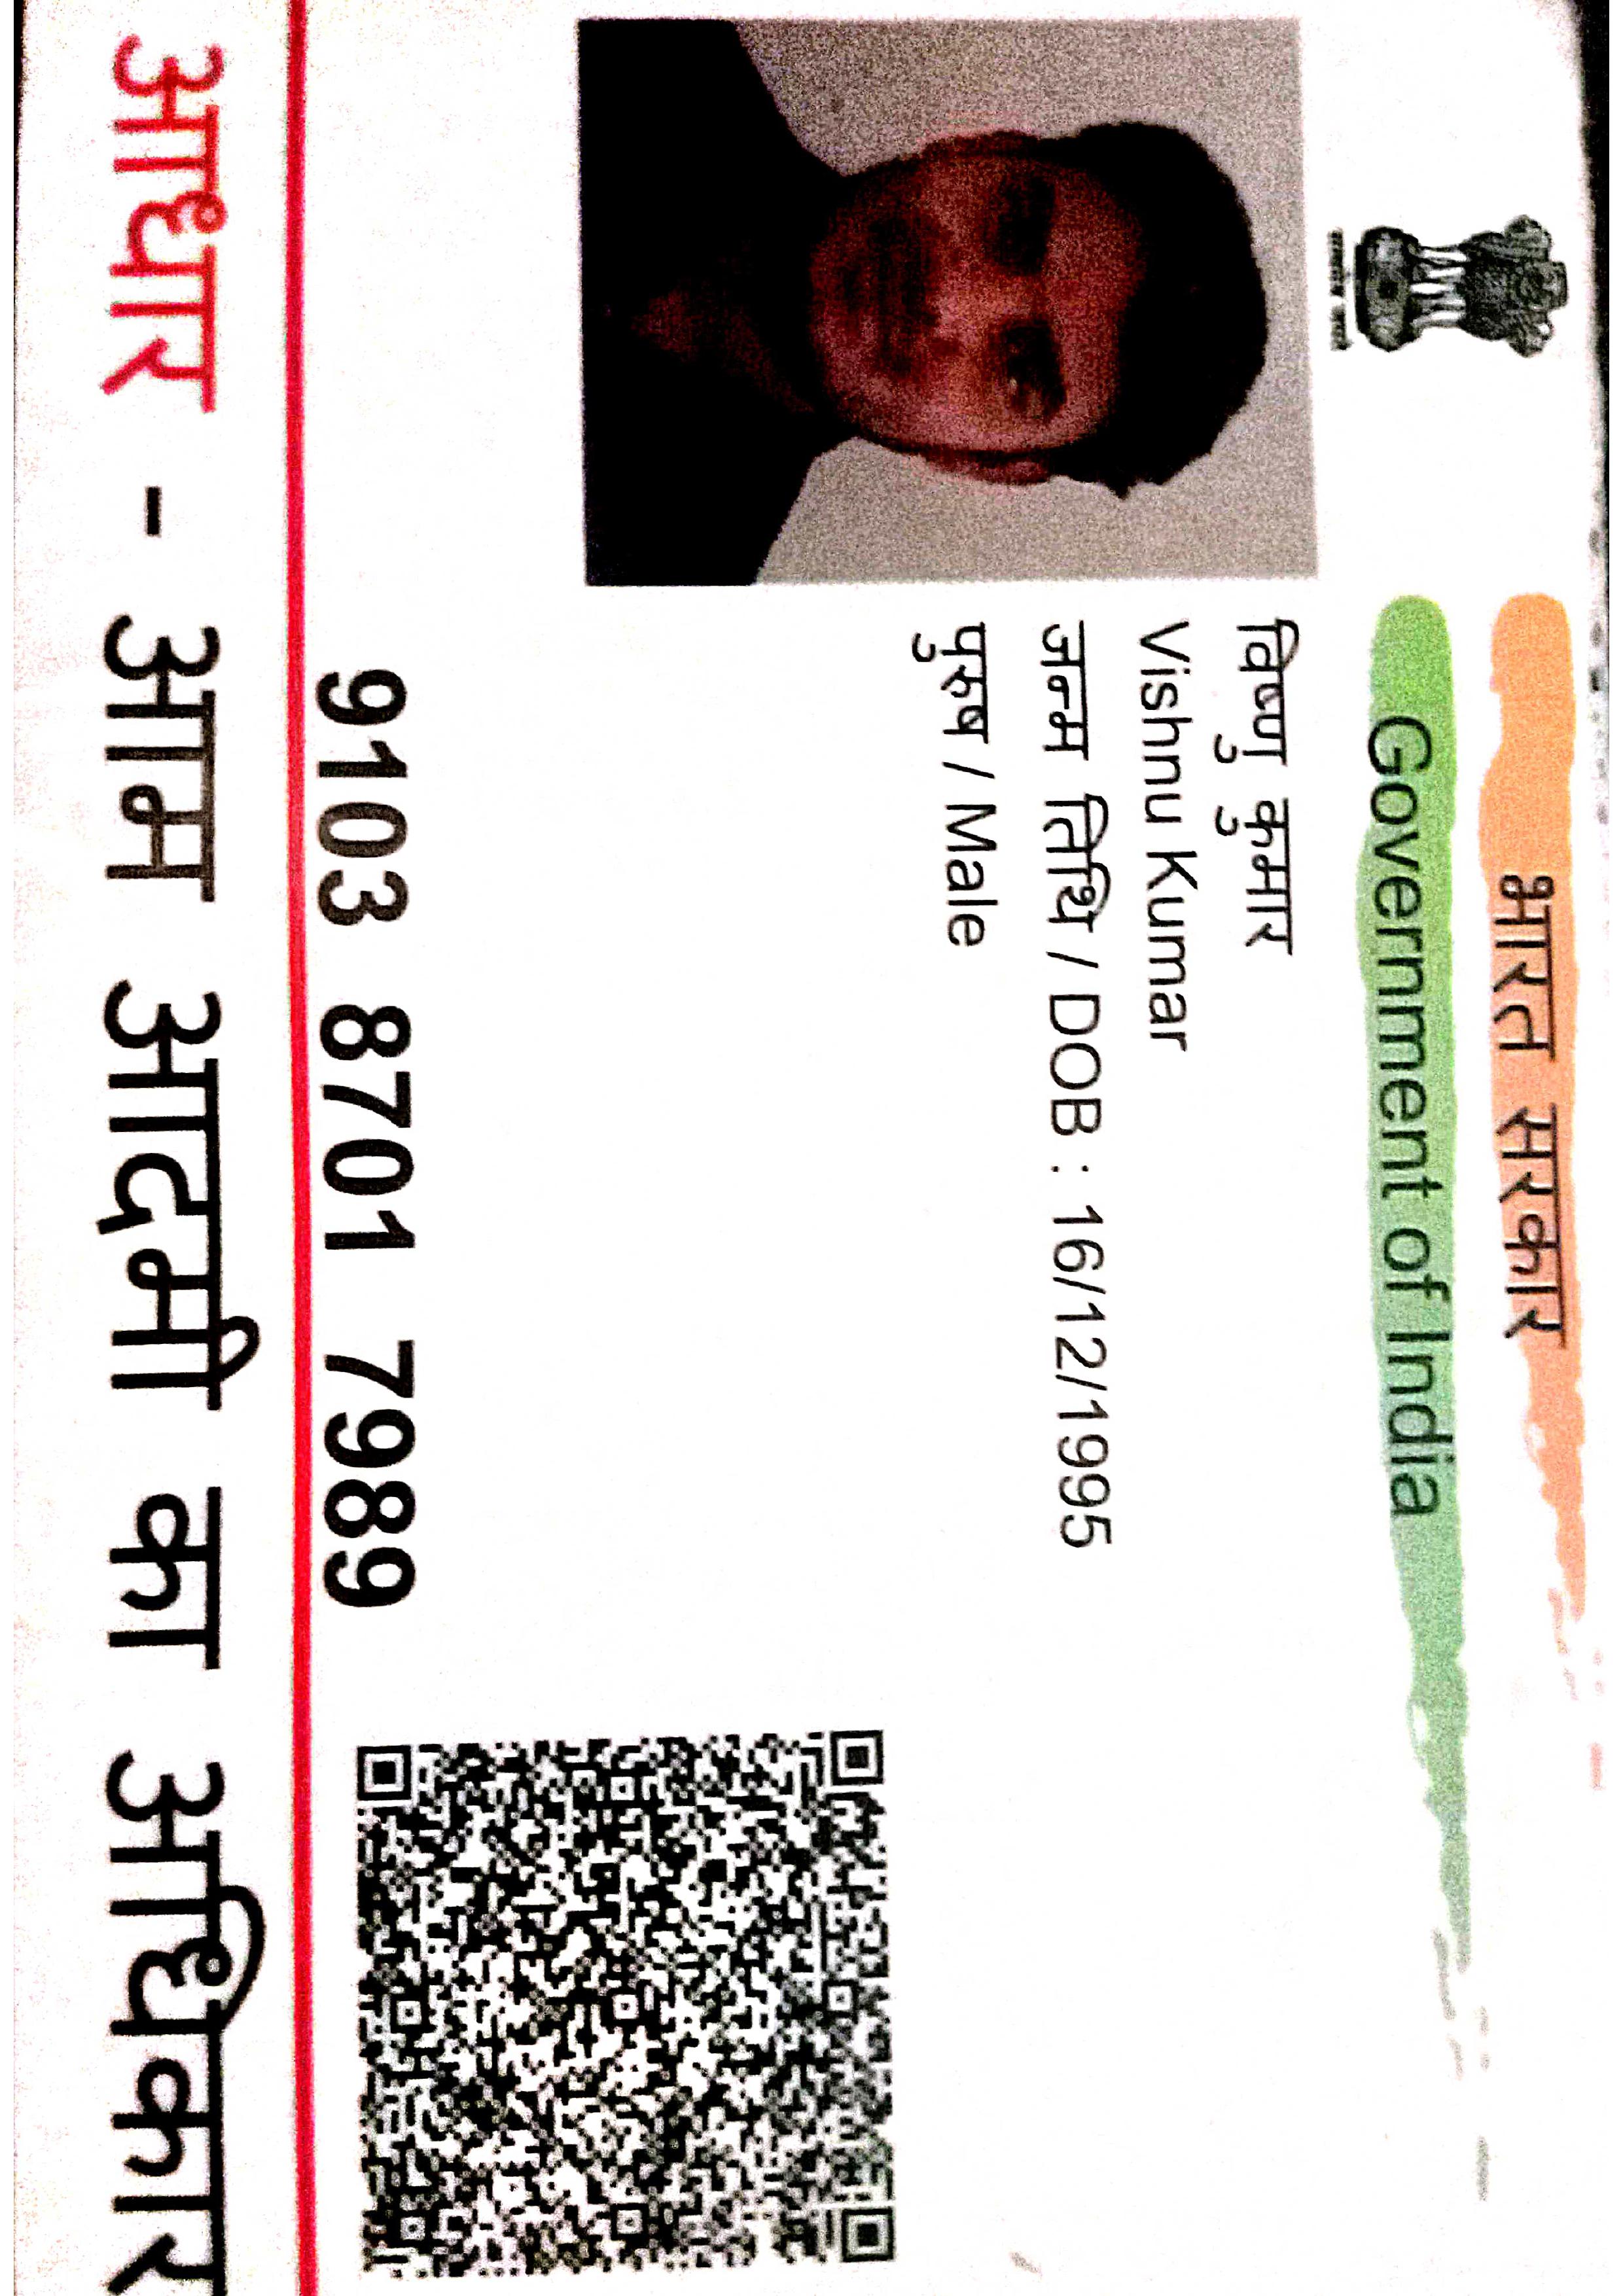 भारत सरकार
Government of India
विष्णु कुमार
Vishnu Kumar
जन्म तिथि / DOB : 16/12/1995
पुरुष / Male
9103 8701 7989
आधार - आम आदमी का अधिकार